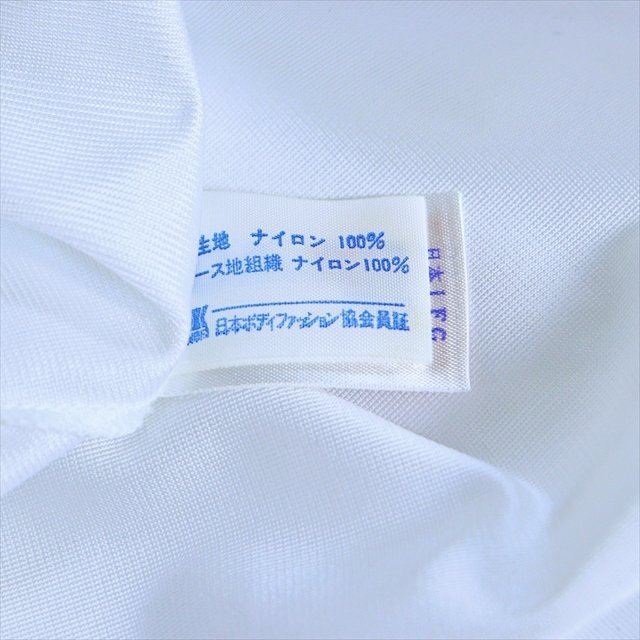 生地 ナイロン 100%
ース地組織 ナイロン100%
日本ボディファッション協会員証